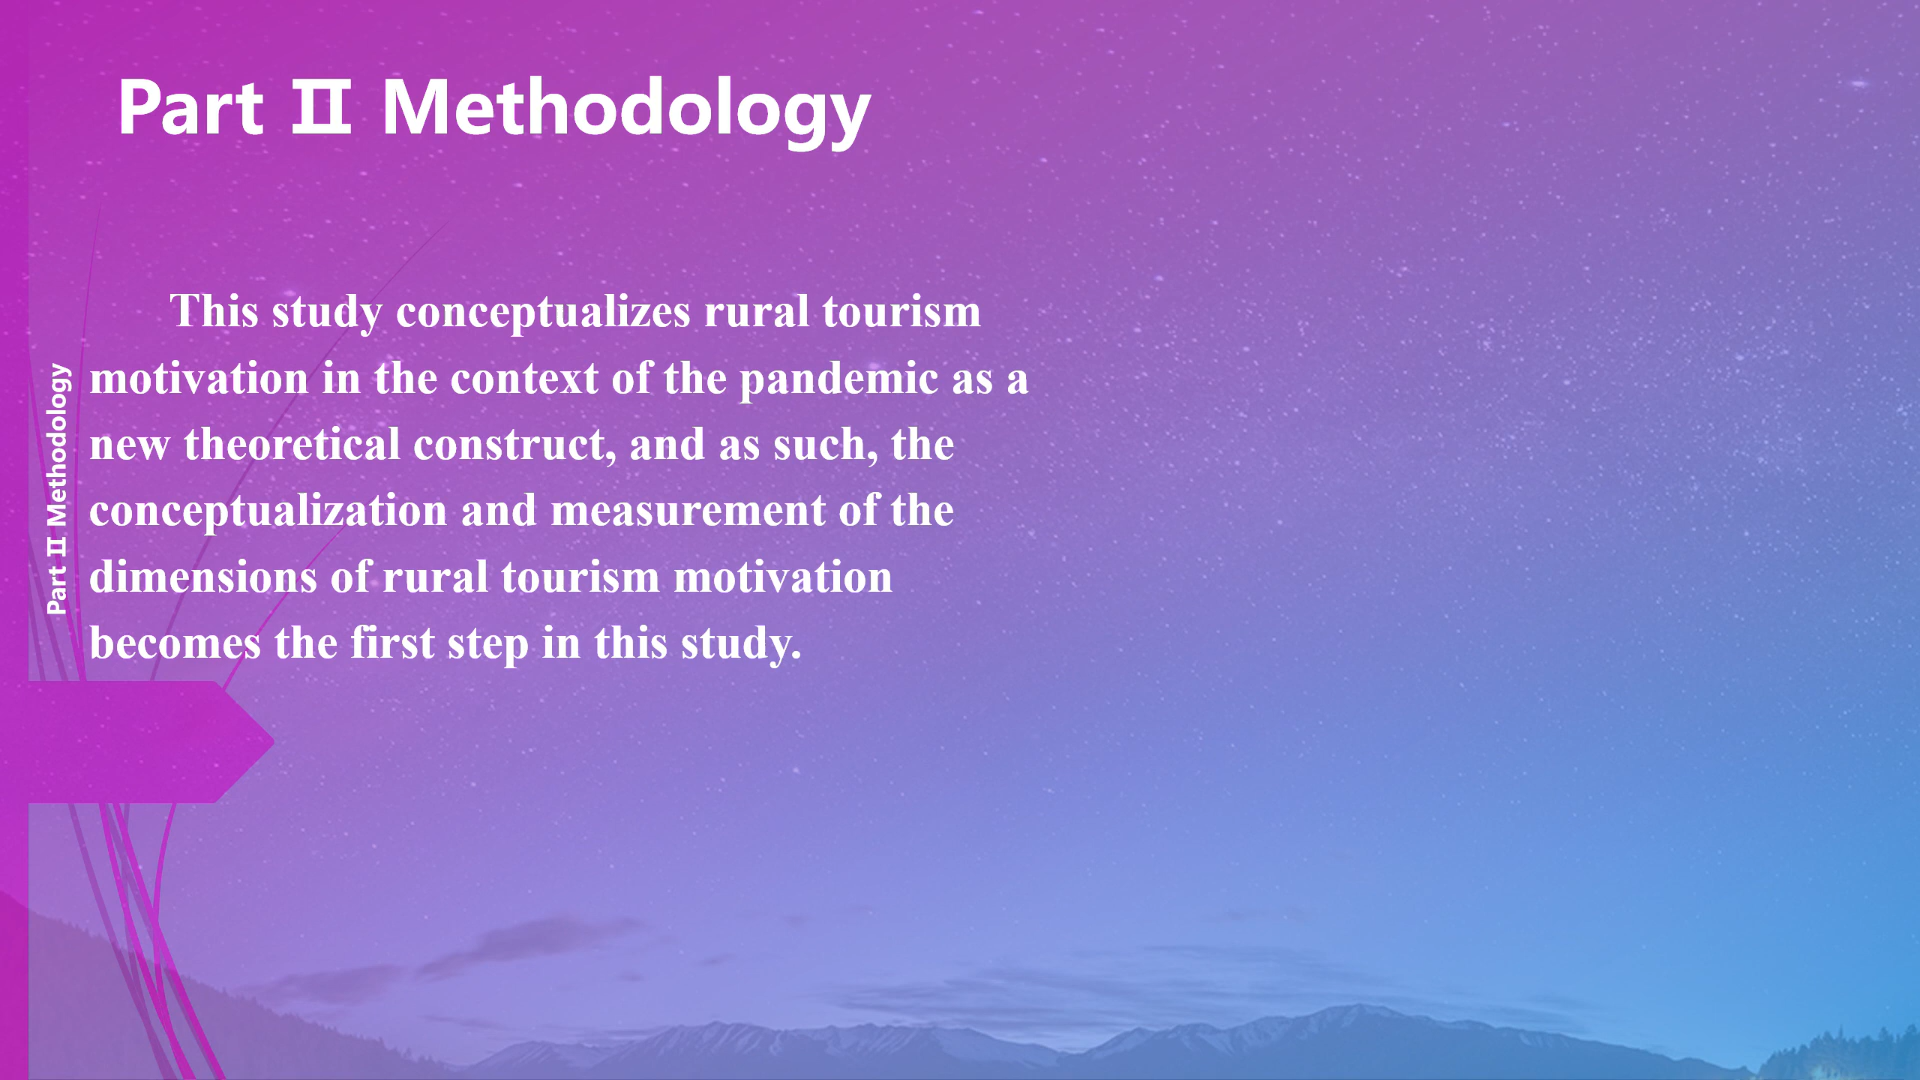 Part Ⅱ Methodology
This study conceptualizes rural tourism
motivation in the context of the pandemic as a
new theoretical construct, and as such, the
conceptualization and measurement of the
dimensions of rural tourism motivation
becomes the first step in this study.
Part Ⅱ Methodology